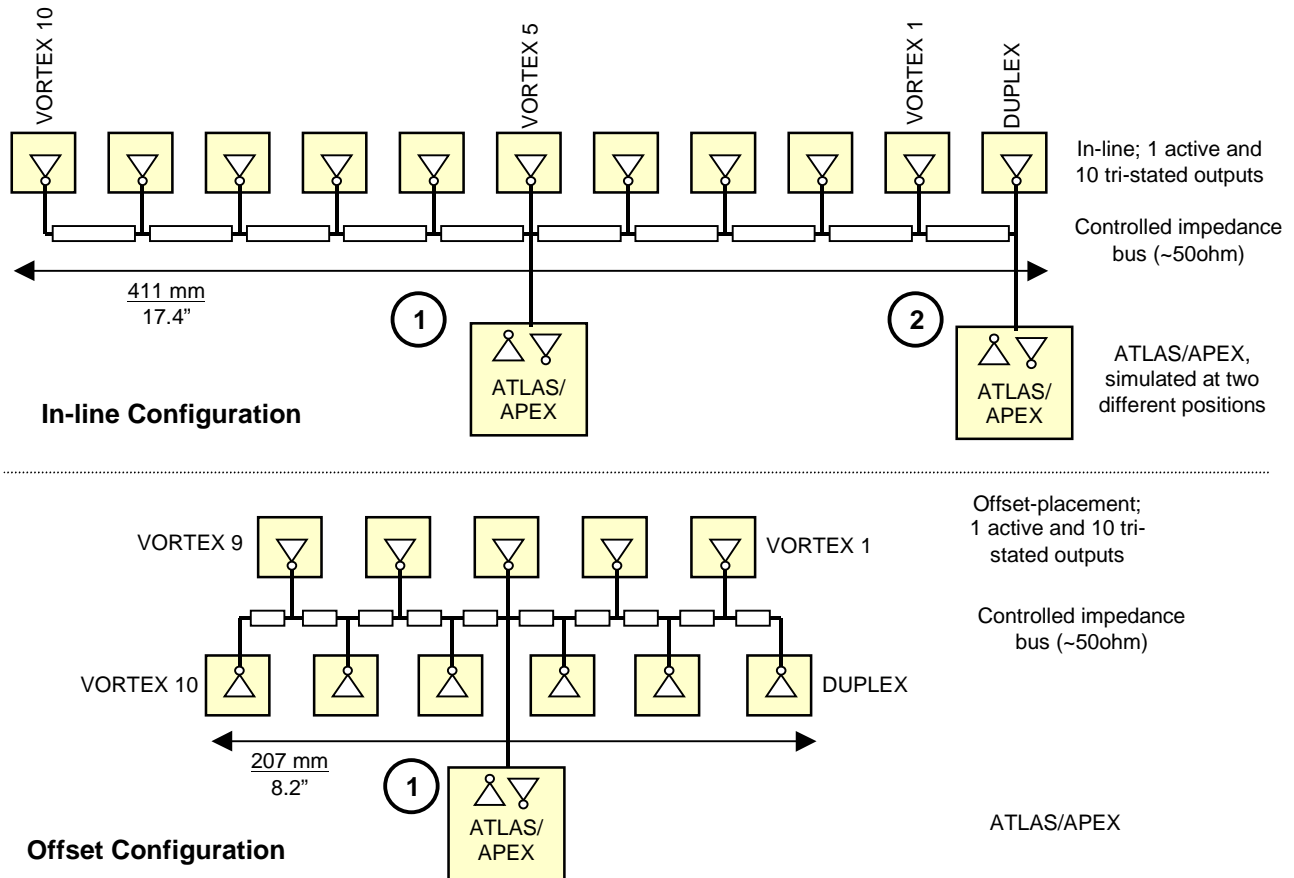 VORTEX 10
VORTEX 5
VORTEX 1
DUPLEX
In-line; 1 active and
10 tri-stated outputs
Controlled impedance
bus (~50ohm)
411 mm
17.4”
1
2
ATLAS/
APEX
ATLAS/
APEX
ATLAS/APEX,
simulated at two
different positions
In-line Configuration
Offset-placement;
1 active and 10 tri-
stated outputs
VORTEX 9
VORTEX 1
Controlled impedance
bus (~50ohm)
VORTEX 10
DUPLEX
207 mm
8.2”
1
ATLAS/
APEX
ATLAS/APEX
Offset Configuration